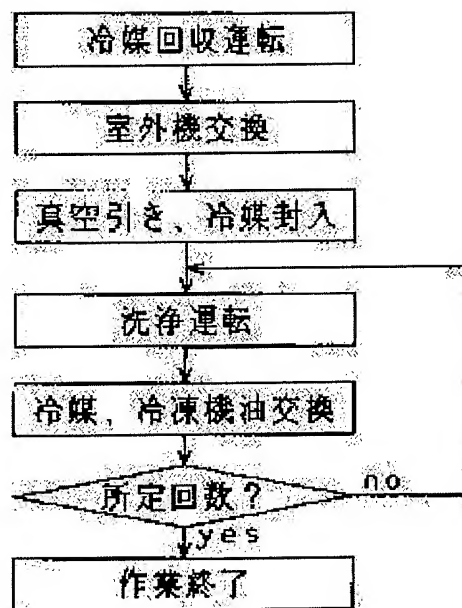 冷媒回収運転
室外機交換
真空引き、冷媒封入
洗浄運転
冷媒、冷凍機油交換
所定回数？
no
yes
作業終了